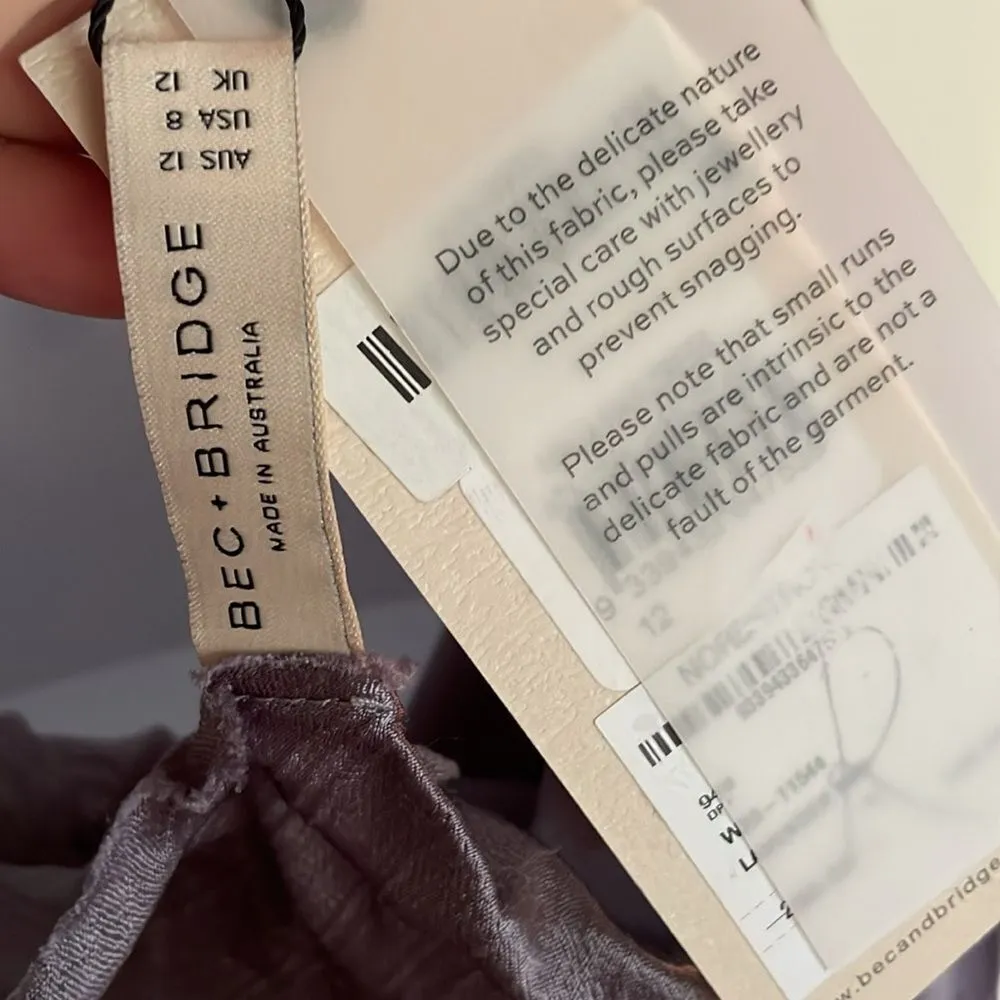 UK 12
USA 8
AUS 12
BEC + BRIDGE
MADE IN AUSTRALIA
Due to the delicate nature
of this fabric, please take
special care with jewellery
and rough surfaces to
prevent snagging.
Please note that small runs
and pulls are intrinsic to the
delicate fabric and are not a
fault of the garment.
12
www.becandbridge